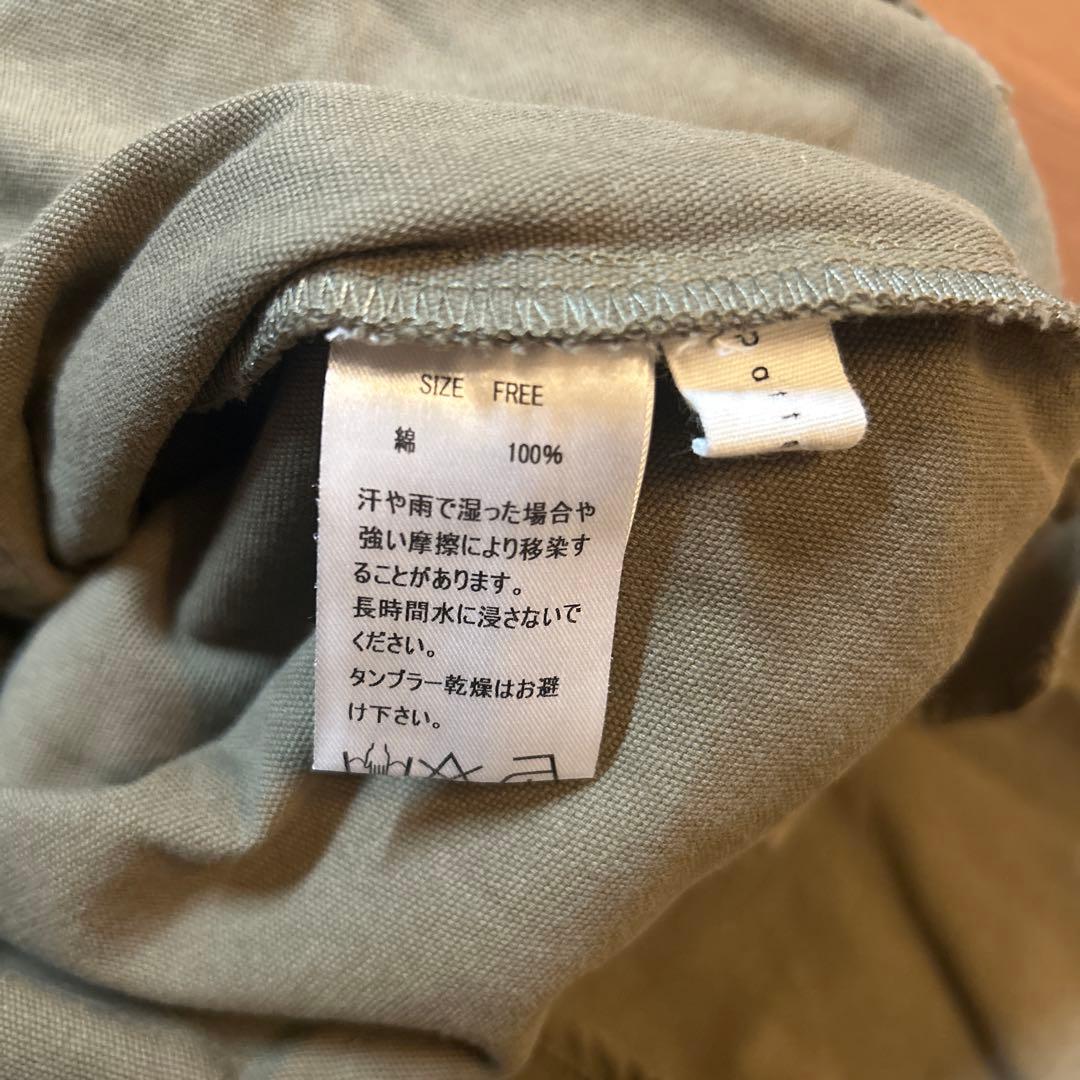 SIZE FREE
綿 100%
汗や雨で湿った場合や
強い摩擦により移染す
ることがあります。
長時間水に浸さないで
ください。
タンブラー乾燥はお避
け下さい。